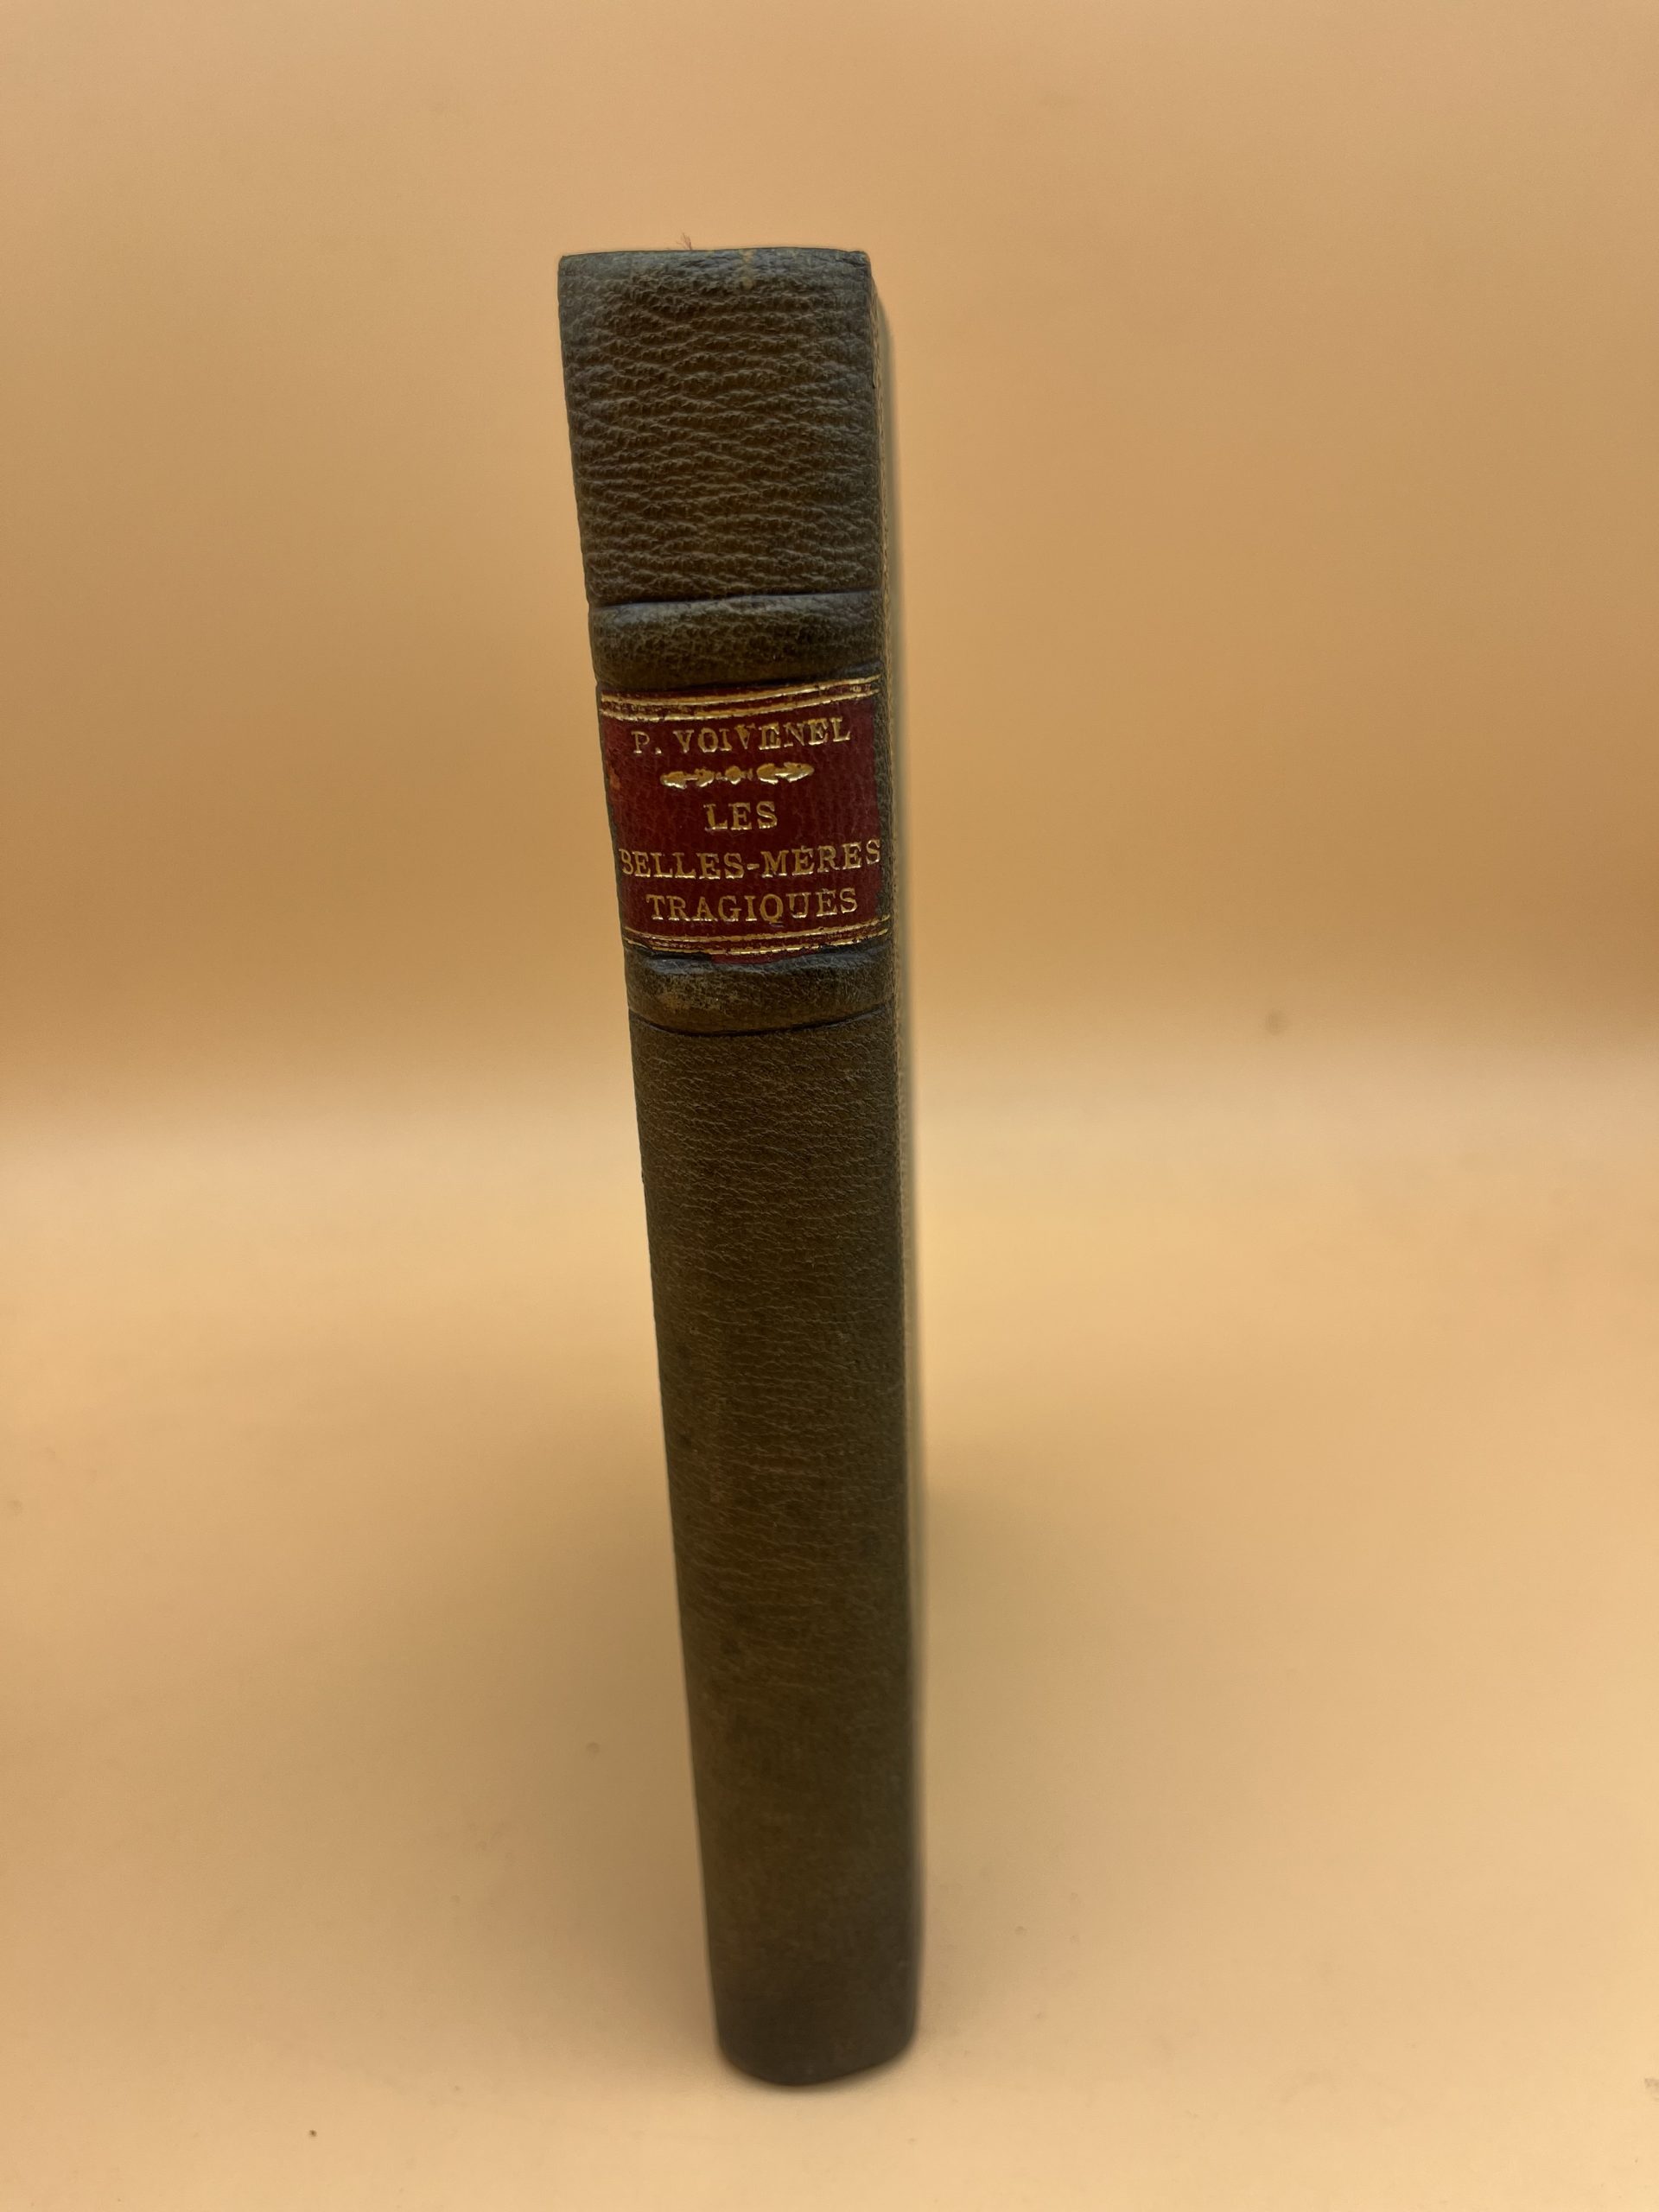 P. VOIVENEL
LES
BELLES-MÈRES
TRAGIQUES